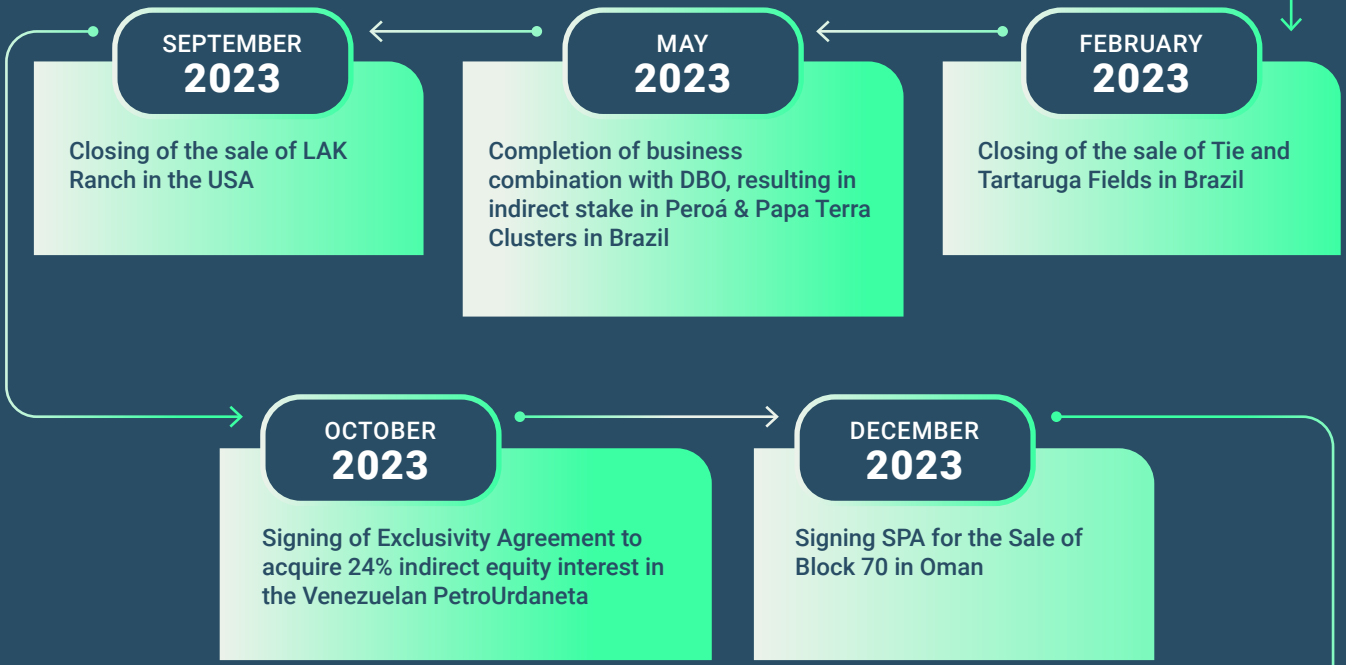 SEPTEMBER
2023
Closing of the sale of LAK
Ranch in the USA
MAY
2023
Completion of business
combination with DBO, resulting in
indirect stake in Peroá & Papa Terra
Clusters in Brazil
FEBRUARY
2023
Closing of the sale of Tie and
Tartaruga Fields in Brazil
OCTOBER
2023
Signing of Exclusivity Agreement to
acquire 24% indirect equity interest in
the Venezuelan PetroUrdaneta
DECEMBER
2023
Signing SPA for the Sale of
Block 70 in Oman